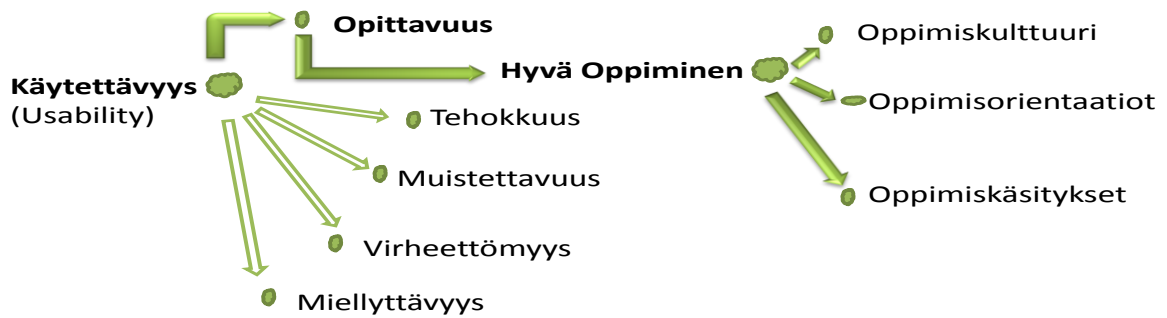 Opittavuus
Oppimiskulttuuri
Hyvä Oppiminen
Käytettävyys
(Usability)
Oppimisorientaatiot
Tehokkuus
Muistettavuus
Oppimiskäsitykset
Virheettömyys
Miellyttävyys